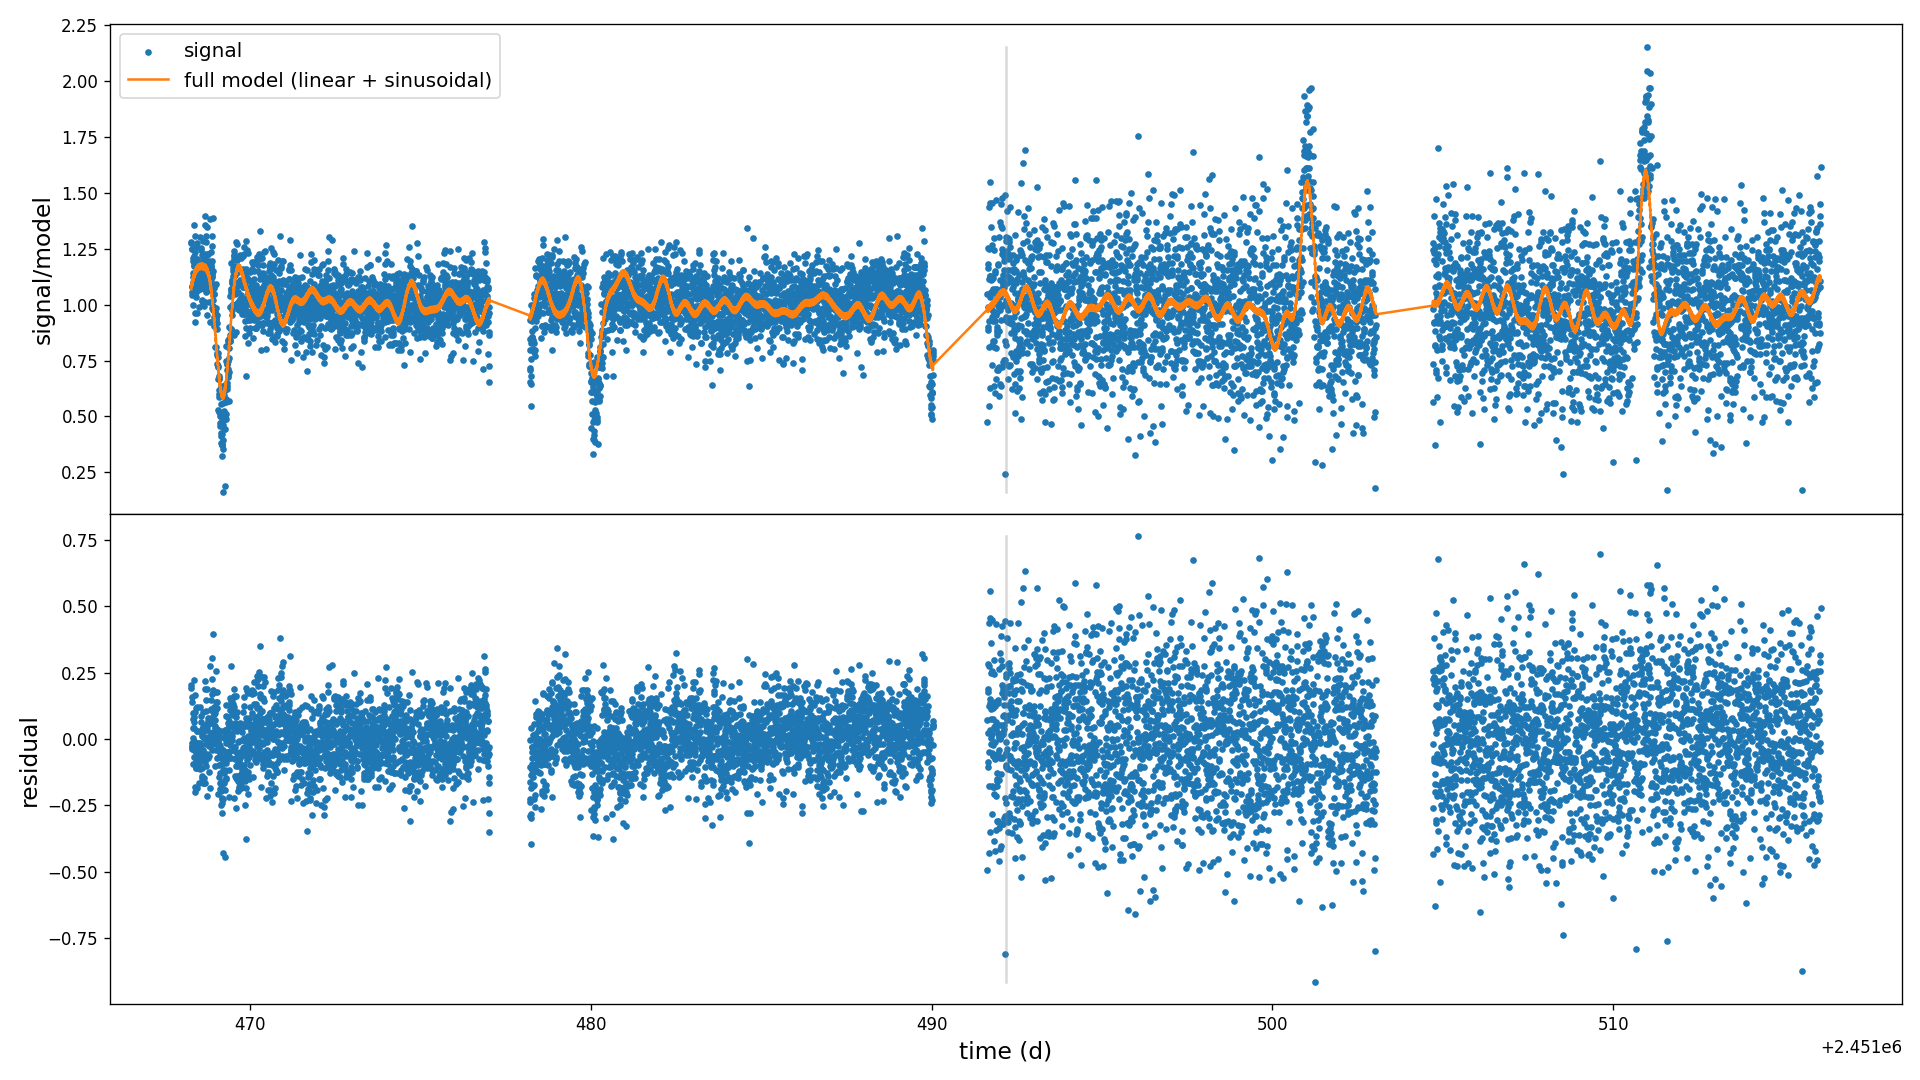 2.25
2.00
1.75
1.50
1.25
1.00
0.75
0.50
0.25
signal/model
signal
full model (linear + sinusoidal)
0.75
0.50
0.25
0.00
−0.25
−0.50
−0.75
residual
470 480 490 500 510
time (d)
+2.451e6